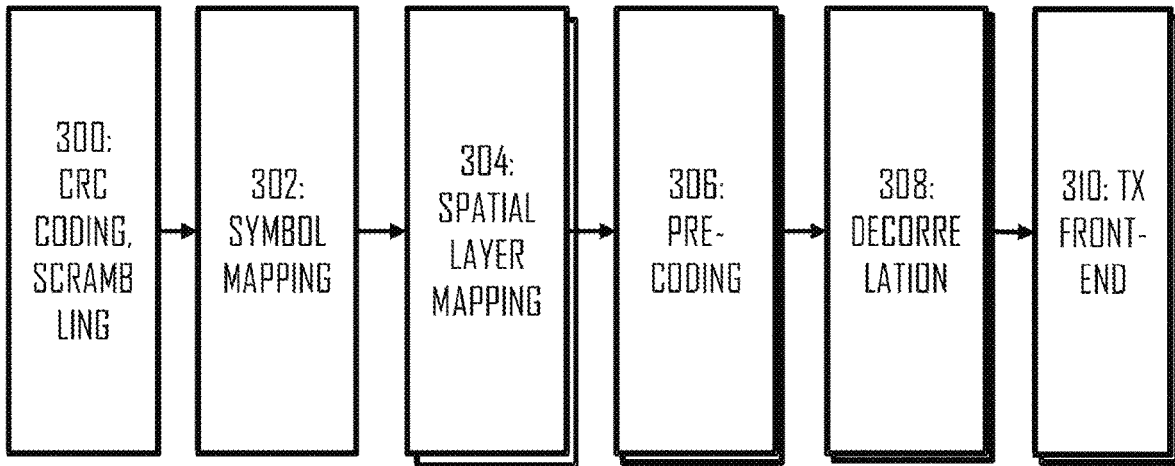 300:
CRC
CODING,
SCRAMB
LING
302:
SYMBOL
MAPPING
304:
SPATIAL
LAYER
MAPPING
306:
PRE-
CODING
308:
DECORRE
LATION
310: TX
FRONT-
END